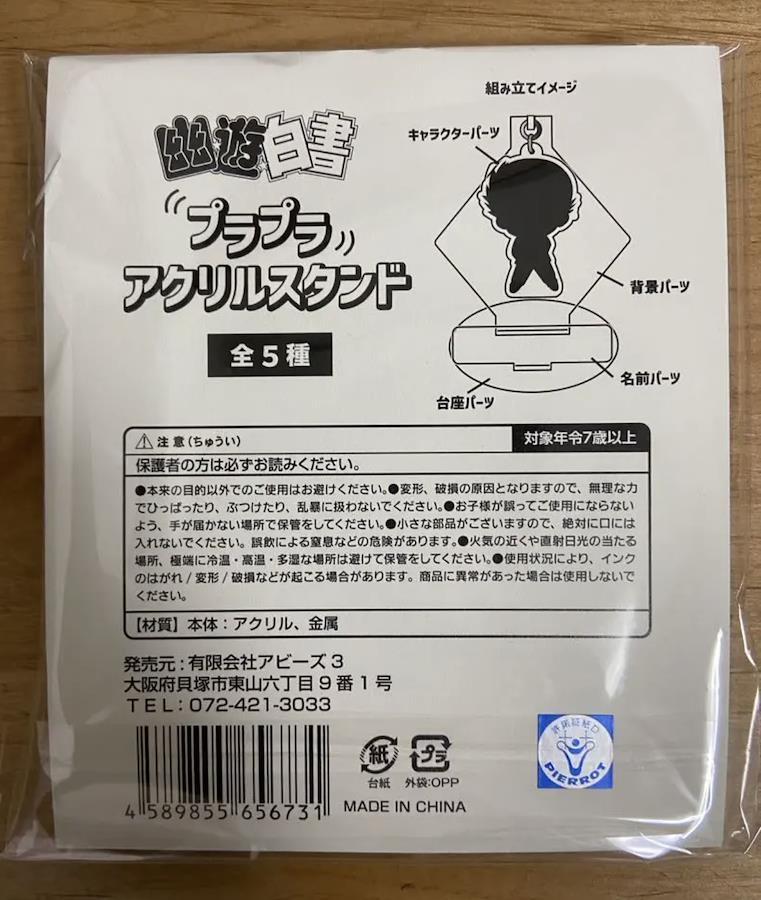 幽遊白書
プラプラ
アクリルスタンド
全5種
組み立てイメージ
キャラクターパーツ
背景パーツ
名前パーツ
台座パーツ
⚠注意(ちゅうい)
対象年令7歳以上
保護者の方は必ずお読みください。
●本来の目的以外でのご使用はお避けください。●変形、破損の原因となりますので、無理な力
でひっぱったり、ぶつけたり、乱暴に扱わないでください。●お子様が誤ってご使用にならない
よう、手が届かない場所で保管をしてください。●小さな部品がございますので、絶対に口には
入れないでください。誤飲による窒息などの危険があります。●火気の近くや直射日光の当たる
場所、極端に冷温・高温・多湿な場所は避けて保管をしてください。●使用状況により、インク
のはがれ/変形/破損などが起こる場合があります。商品に異常があった場合は使用しないで
ください。
【材質】本体:アクリル、金属
発売元:有限会社アビーズ3
大阪府貝塚市東山六丁目9番1号
TEL:072-421-3033
4 589855 656731
紙
台紙
プラ
外袋:OPP
MADE IN CHINA
許諾証紙
PIERROT